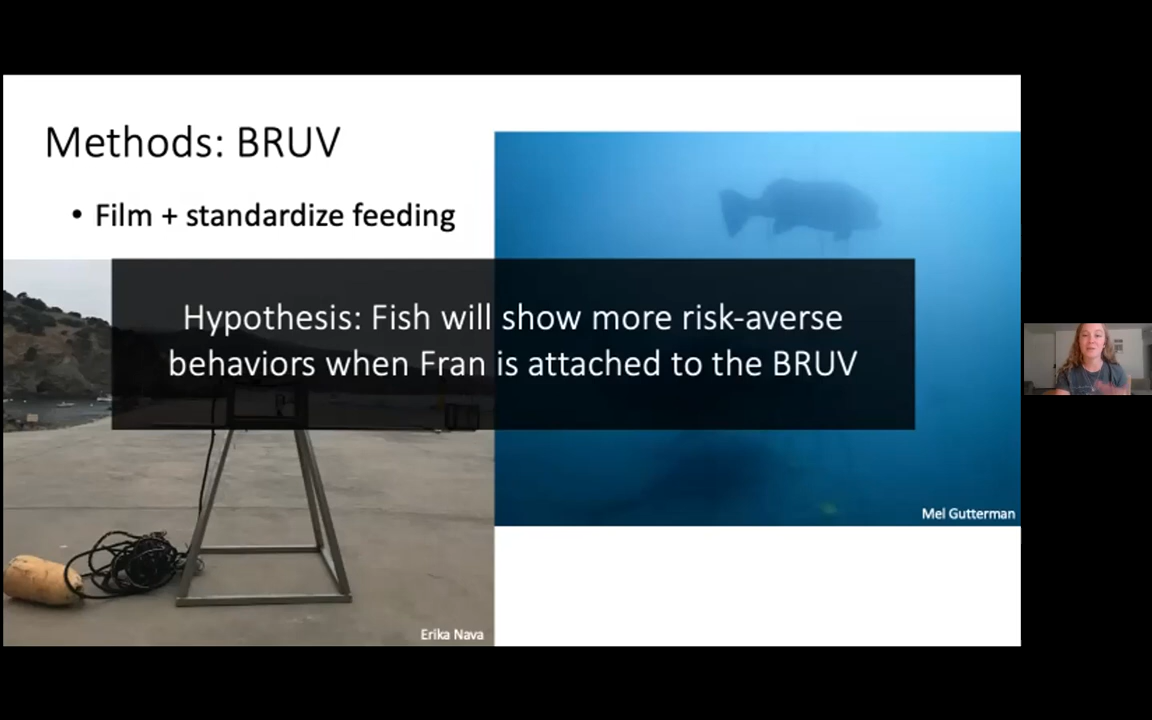 Methods: BRUV
• Film + standardize feeding
Hypothesis: Fish will show more risk-averse
behaviors when Fran is attached to the BRUV
Mel Gutterman
Erika Nava